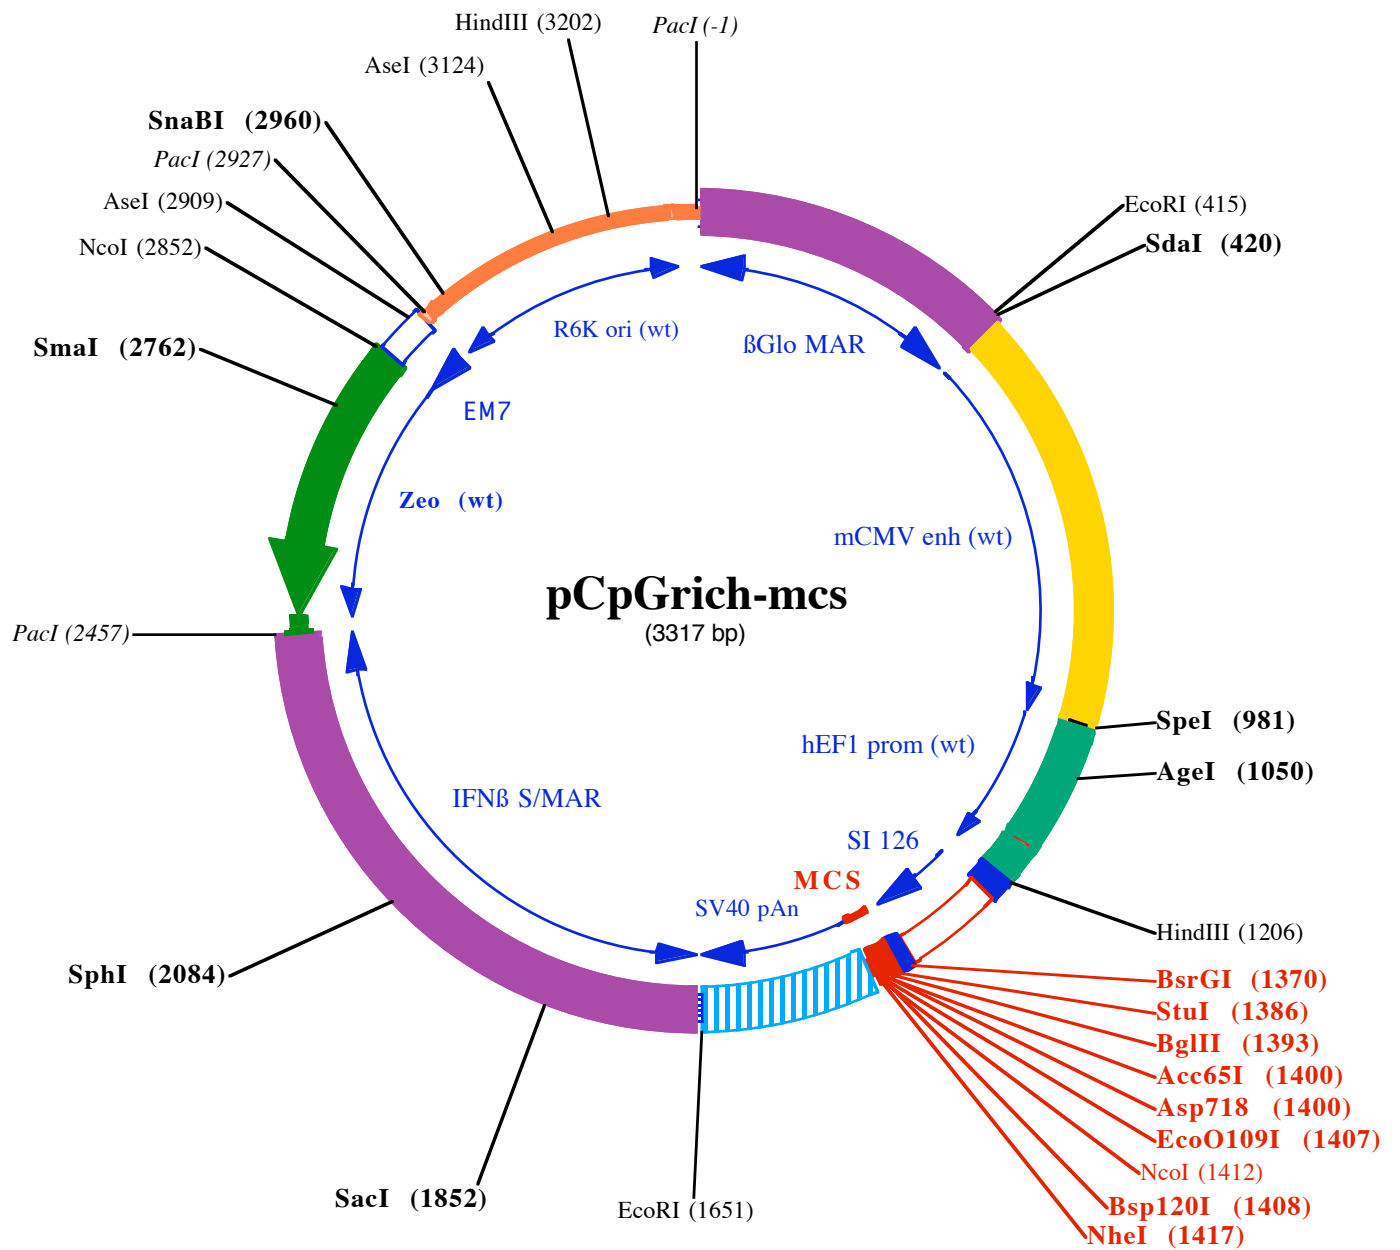 HindIII (3202)
PacI (-1)
AseI (3124)
SnaBI (2960)
PacI (2927)
AseI (2909)
NcoI (2852)
SmaI (2762)
EcoRI (415)
SdaI (420)
R6K ori (wt)
ßGlo MAR
EM7
Zeo (wt)
mCMV enh (wt)
pCpGrich-mcs
(3317 bp)
PacI (2457)
SpeI (981)
hEF1 prom (wt)
AgeI (1050)
IFNß S/MAR
SI 126
MCS
SV40 pAn
HindIII (1206)
SphI (2084)
BsrGI (1370)
StuI (1386)
BglII (1393)
Acc65I (1400)
Asp718 (1400)
EcoO109I (1407)
NcoI (1412)
SacI (1852)
EcoRI (1651)
Bsp120I (1408)
NheI (1417)